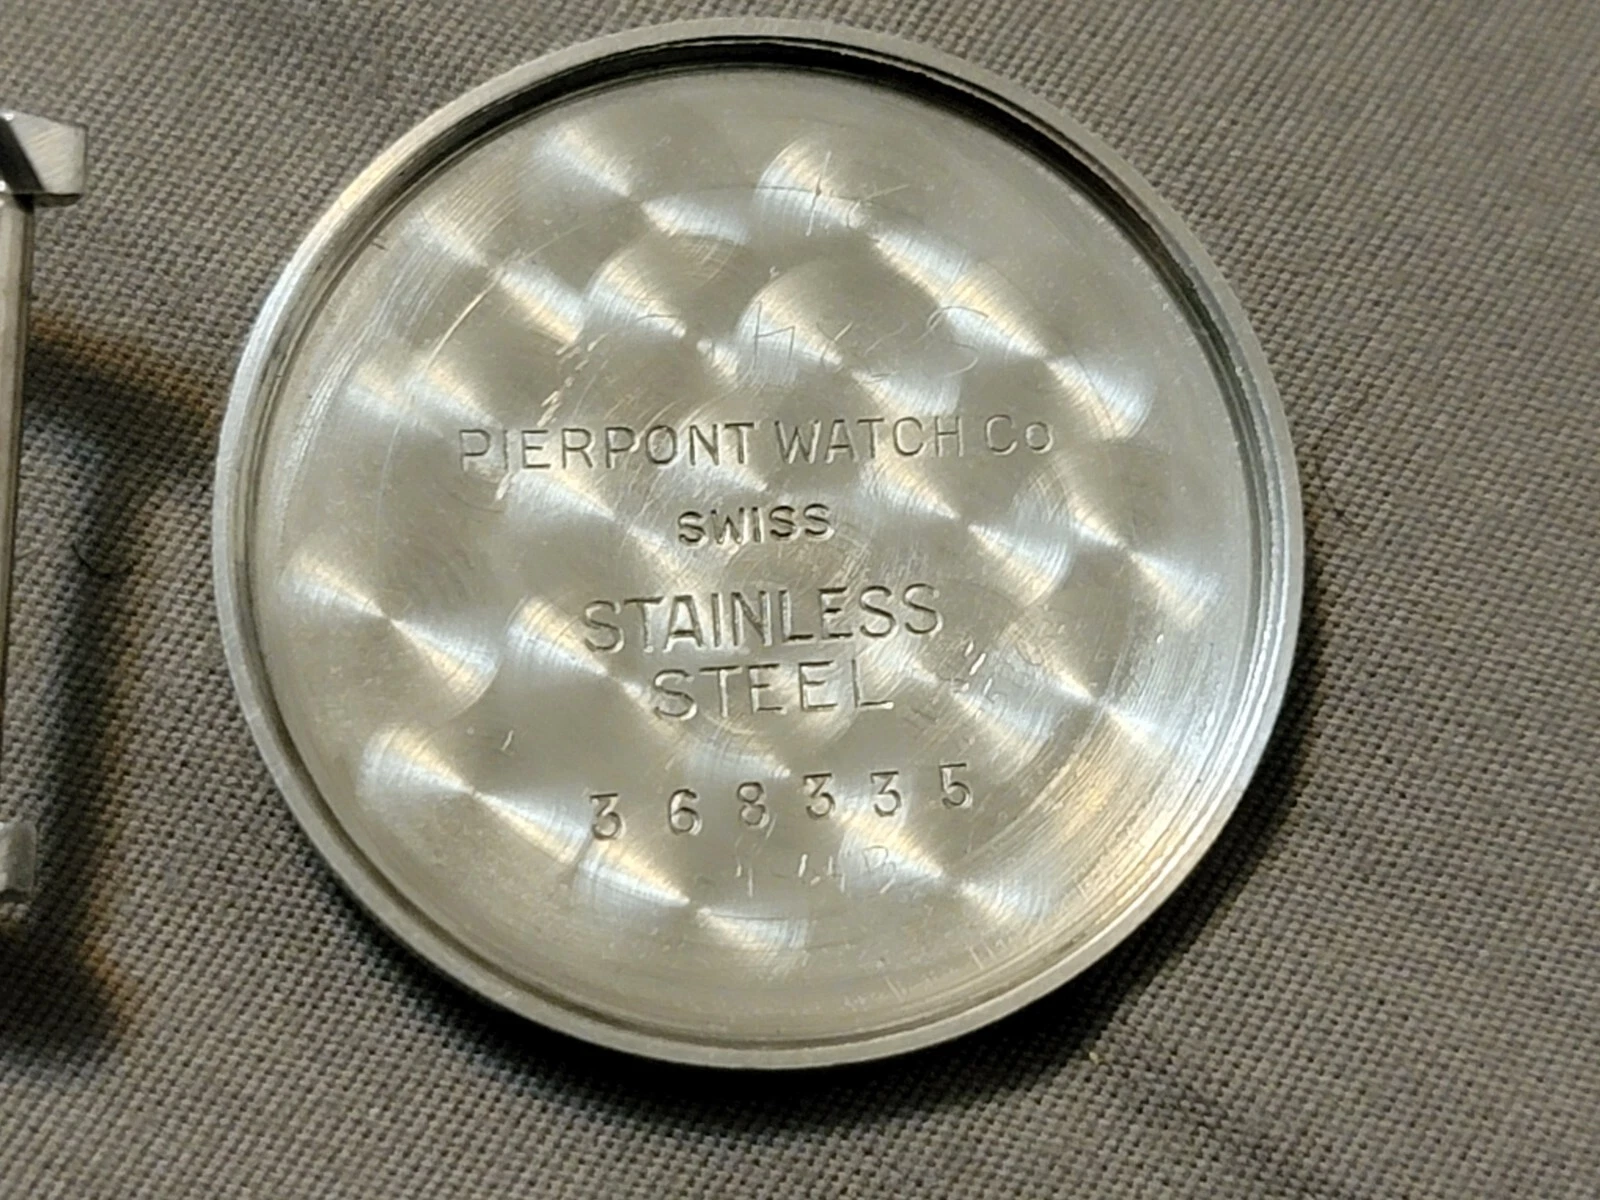 PIERPONT WATCH Co
SWISS
STAINLESS
STEEL
368335